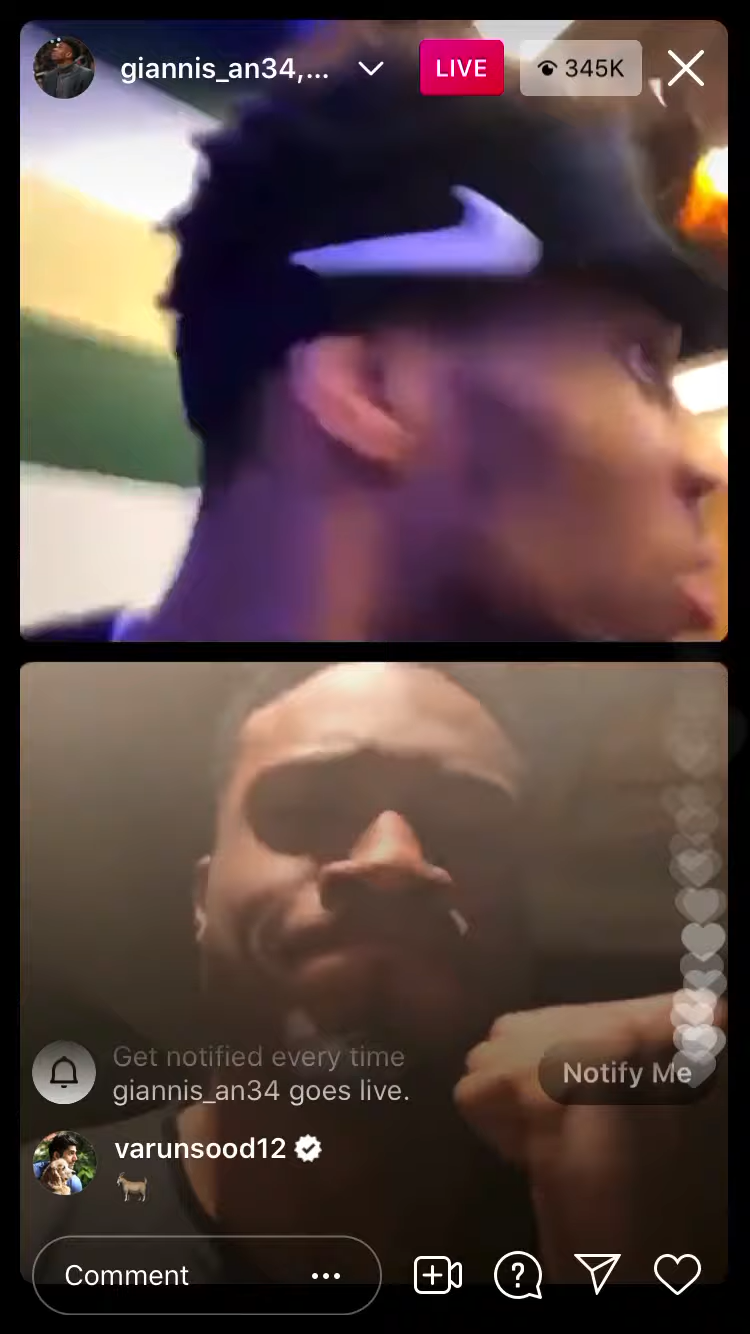 giannis_an34,...
LIVE
345K
Get notified every time
giannis_an34 goes live.
Notify Me
varunsood12
Comment